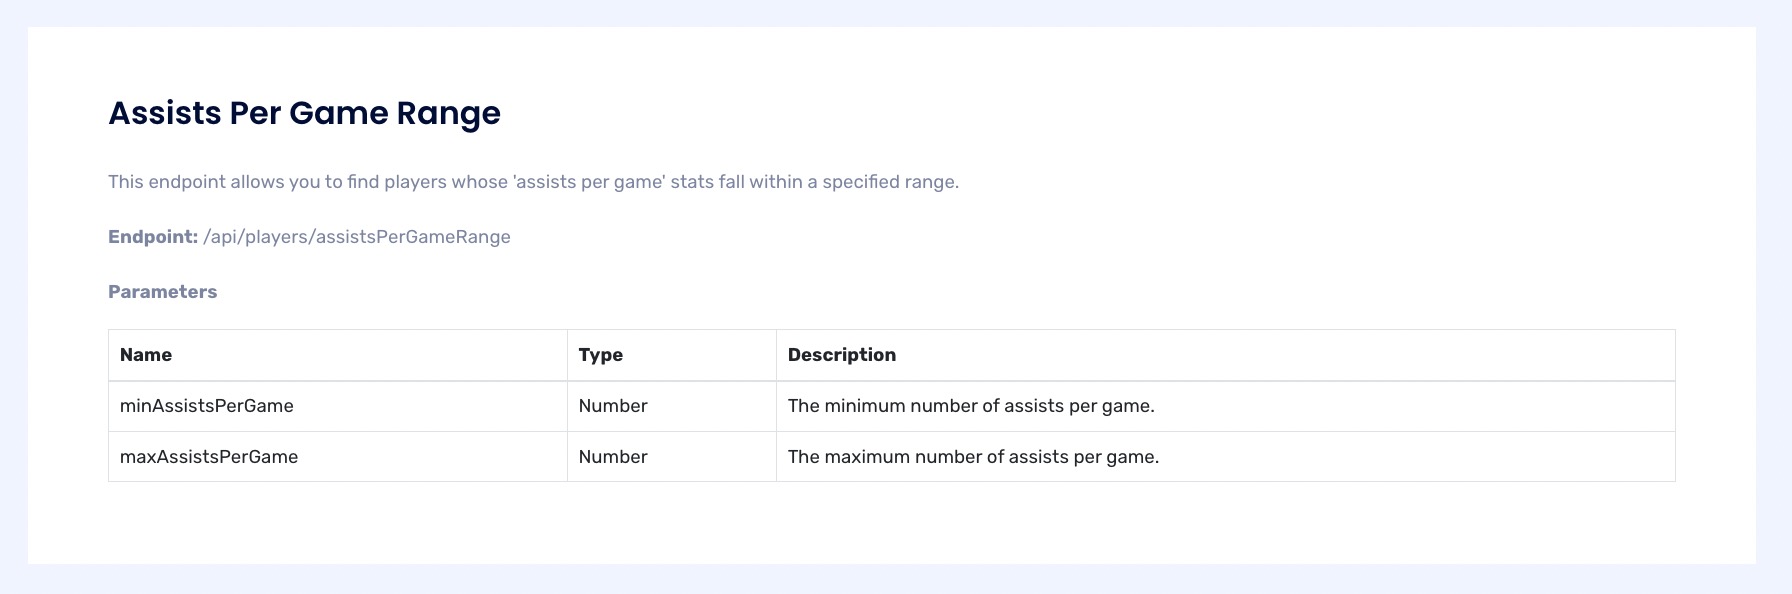 Assists Per Game Range
This endpoint allows you to find players whose 'assists per game' stats fall within a specified range.
Endpoint: /api/players/assistsPerGameRange
Parameters
Name Type Description
minAssistsPerGame Number The minimum number of assists per game.
maxAssistsPerGame Number The maximum number of assists per game.